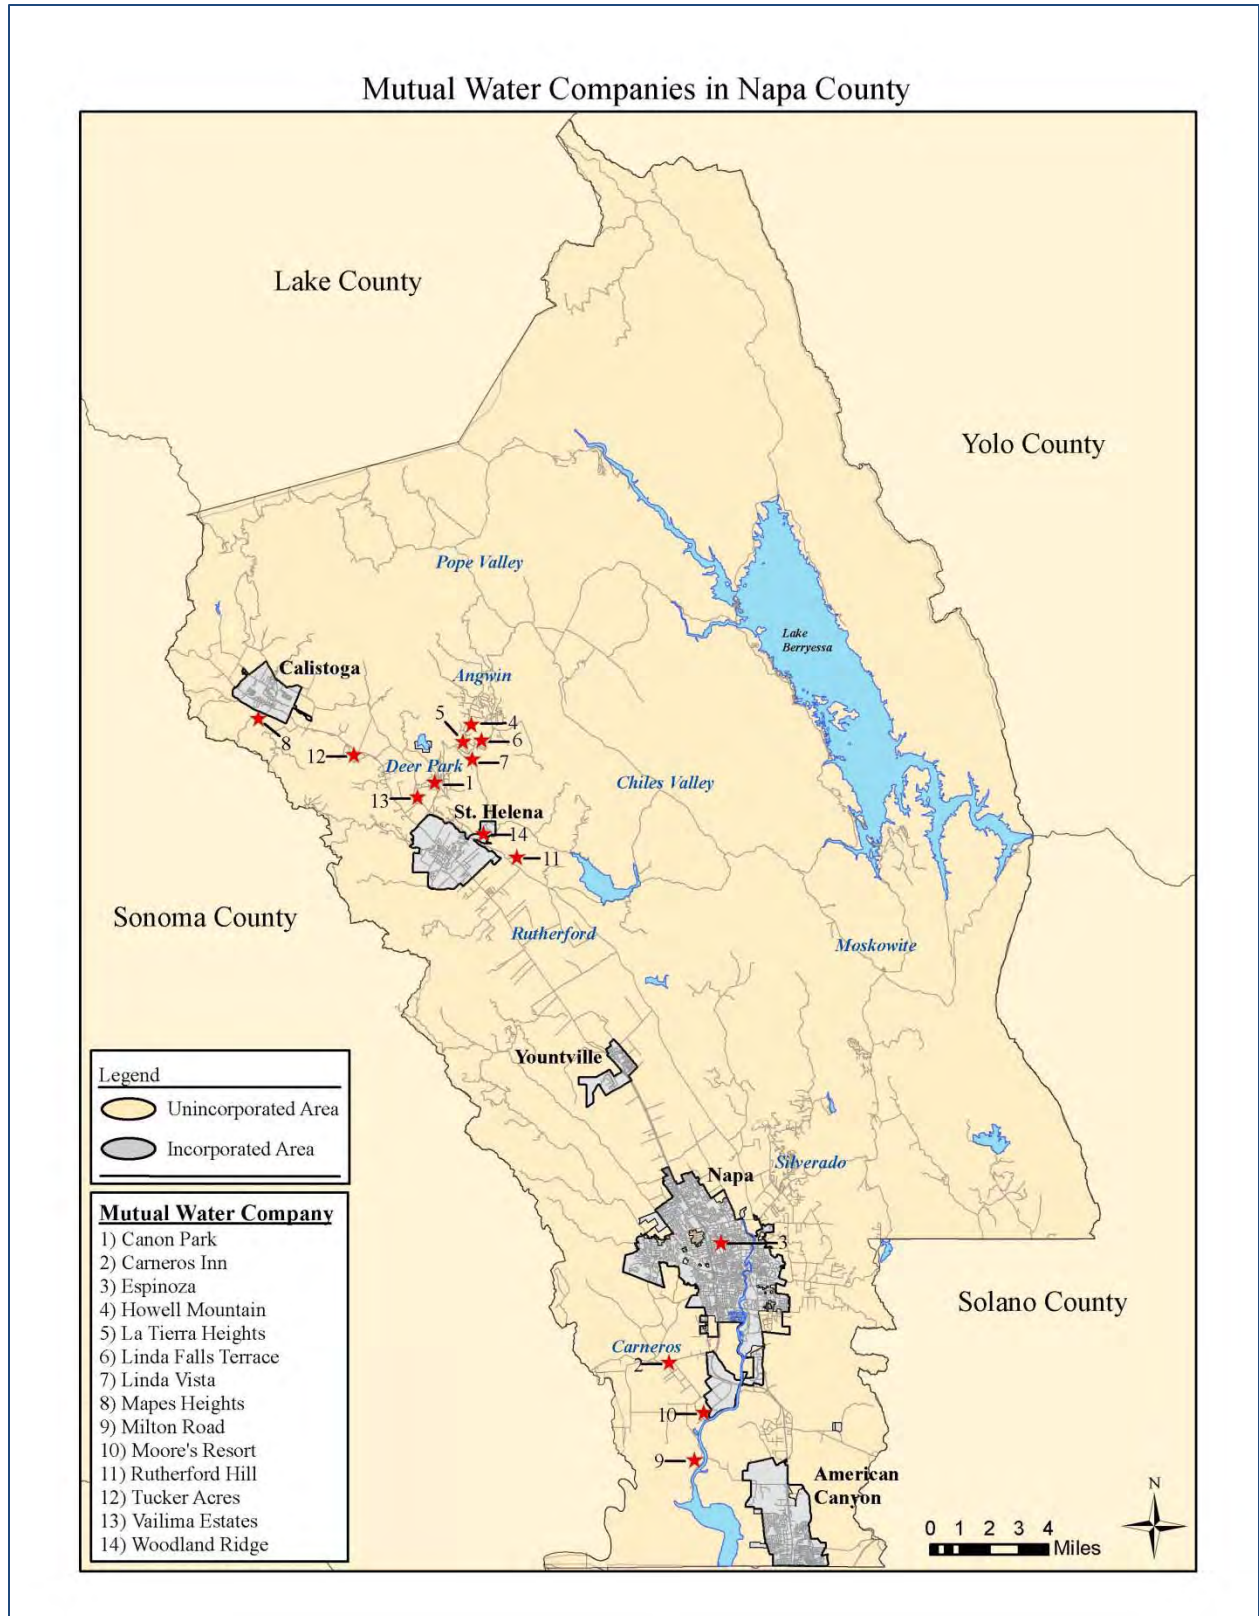 Mutual Water Companies in Napa County
Lake County
Yolo County
Pope Valley
Lake
Berryessa
Calistoga
Angwin
5
4
8
6
12
Deer Park
7
Chiles Valley
1
13
St. Helena
14
11
Sonoma County
Rutherford
Moskowite
Yountville
Legend
Unincorporated Area
Incorporated Area
Silverado
Napa
3
Mutual Water Company
1) Canon Park
2) Carneros Inn
3) Espinoza
4) Howell Mountain
5) La Tierra Heights
6) Linda Falls Terrace
7) Linda Vista
8) Mapes Heights
9) Milton Road
10) Moore's Resort
11) Rutherford Hill
12) Tucker Acres
13) Vailima Estates
14) Woodland Ridge
Solano County
Carneros
2
10
9
American
Canyon
N
0 1 2 3 4
Miles